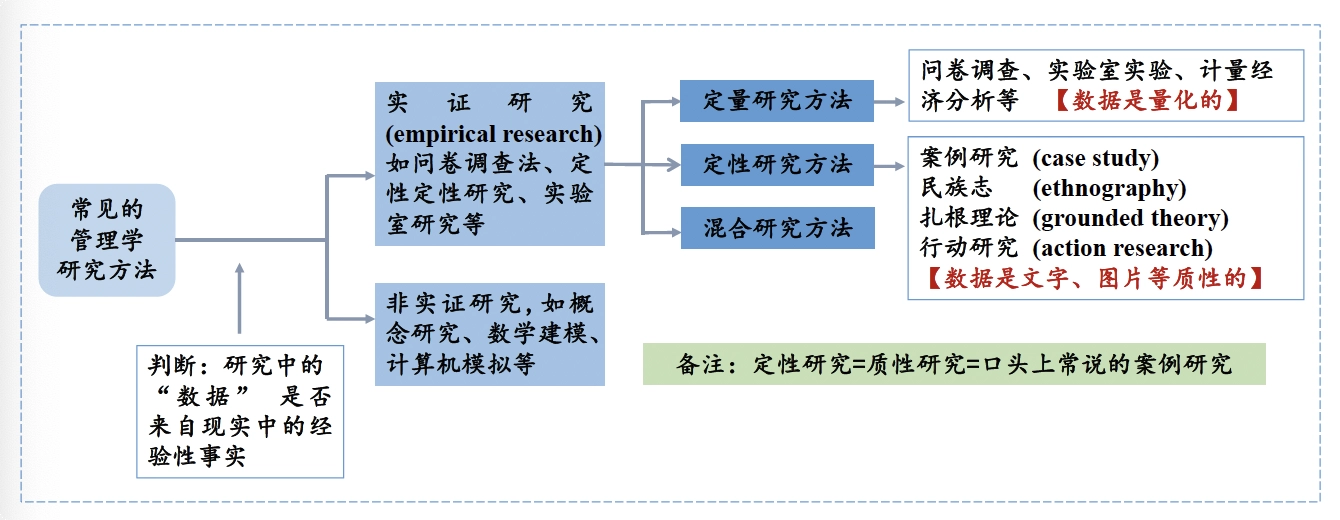 常见的
管理学
研究方法
判断：研究中的
“数据” 是否
来自现实中的经
验性事实
实证研究
(empirical research)
如问卷调查法、定
性定性研究、实验
室研究等
非实证研究，如概
念研究、数学建模、
计算机模拟等
定量研究方法
定性研究方法
混合研究方法
问卷调查、实验室实验、计量经
济分析等 【数据是量化的】
案例研究 (case study)
民族志 (ethnography)
扎根理论 (grounded theory)
行动研究 (action research)
【数据是文字、图片等质性的】
备注：定性研究=质性研究=口头上常说的案例研究